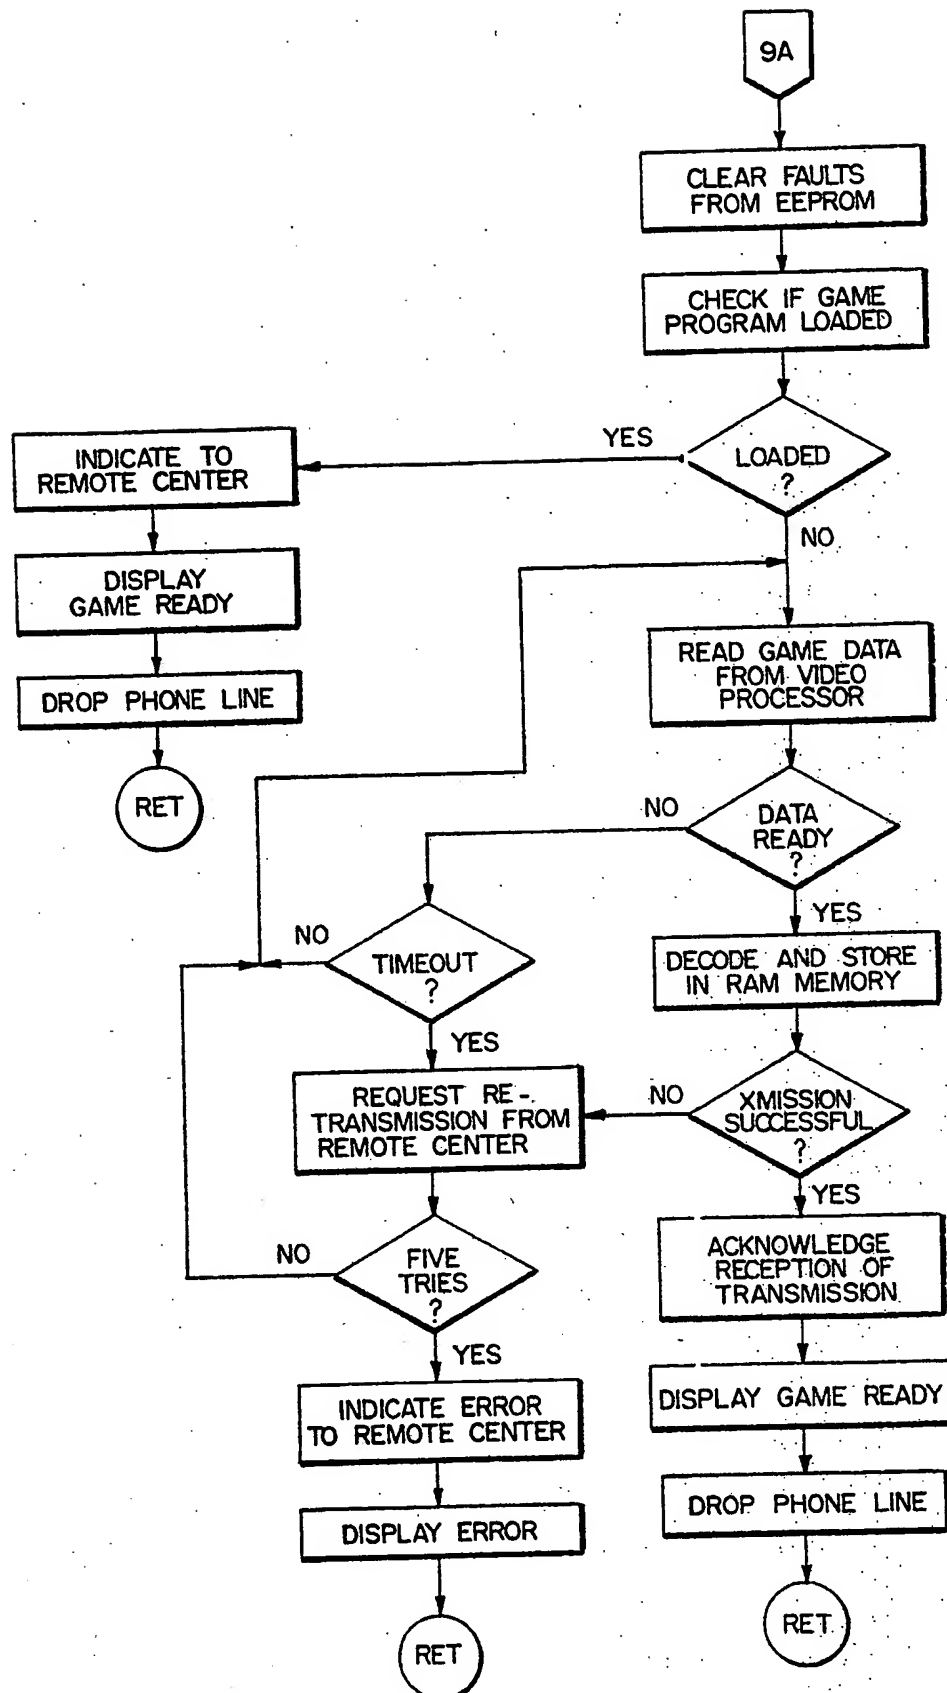 9A
CLEAR FAULTS
FROM EEPROM
CHECK IF GAME
PROGRAM LOADED
LOADED
?
YES
NO
INDICATE TO
REMOTE CENTER
DISPLAY
GAME READY
DROP PHONE LINE
RET
READ GAME DATA
FROM VIDEO
PROCESSOR
DATA
READY
?
NO
YES
TIMEOUT
?
NO
YES
DECODE AND STORE
IN RAM MEMORY
XMISSION
SUCCESSFUL
?
NO
YES
REQUEST RE-
TRANSMISSION FROM
REMOTE CENTER
FIVE
TRIES
?
NO
YES
INDICATE ERROR
TO REMOTE CENTER
DISPLAY ERROR
RET
ACKNOWLEDGE
RECEPTION OF
TRANSMISSION
DISPLAY GAME READY
DROP PHONE LINE
RET